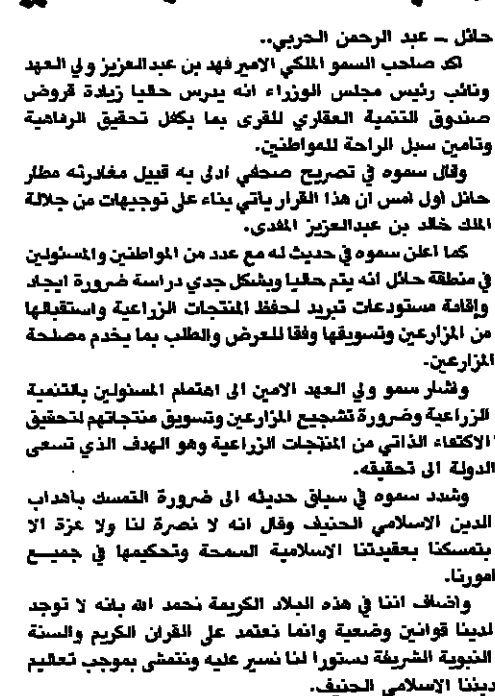 حائل ــ عبد الرحمن الحربي..
اكد صاحب السمو الملكي الامير فهد بن عبدالعزيز ولي العهد
ونائب رئيس مجلس الوزراء انه يدرس حاليا زيادة قروض
صندوق التنمية العقاري للقرى بما يكفل تحقيق الرفاهية
وتامين سبل الراحة للمواطنين.
وقال سموه في تصريح صحفي ادلى به قبيل مغادرته مطار
حائل أول امس ان هذا القرار ياتي بناء على توجيهات من جلالة
الملك خالد بن عبدالعزيز المفدى.
كما اعلن سموه في حديث له مع عدد من المواطنين والمسئولين
في منطقة حائل انه يتم حاليا وبشكل جدي دراسة ضرورة ايجاد
واقامة مستودعات تبريد لحفظ المنتجات الزراعية واستقبالها
من المزارعين وتسويقها وفقا للعرض والطلب بما يخدم مصلحة
المزارعين.
واشار سمو ولي العهد الامين الى اهتمام المسئولين بالتنمية
الزراعية وضرورة تشجيع المزارعين وتسويق منتجاتهم لتحقيق
الاكتفاء الذاتي من المنتجات الزراعية وهو الهدف الذي تسعى
الدولة الى تحقيقه.
وشدد سموه في سياق حديثه الى ضرورة التمسك باهداب
الدين الاسلامي الحنيف وقال انه لا نصرة لنا ولا عزة الا
بتمسكنا بعقيدتنا الاسلامية السمحة وتحكيمها في جميـــع
امورنا.
واضاف اننا في هذه البلاد الكريمة نحمد الله بانه لا توجد
لدينا قوانين وضعية وانما نعتمد على القران الكريم والسنة
النبوية الشريفة دستورا لنا نسير عليه ونتمشى بموجب تعاليم
ديننا الإسلامي الحنيف.